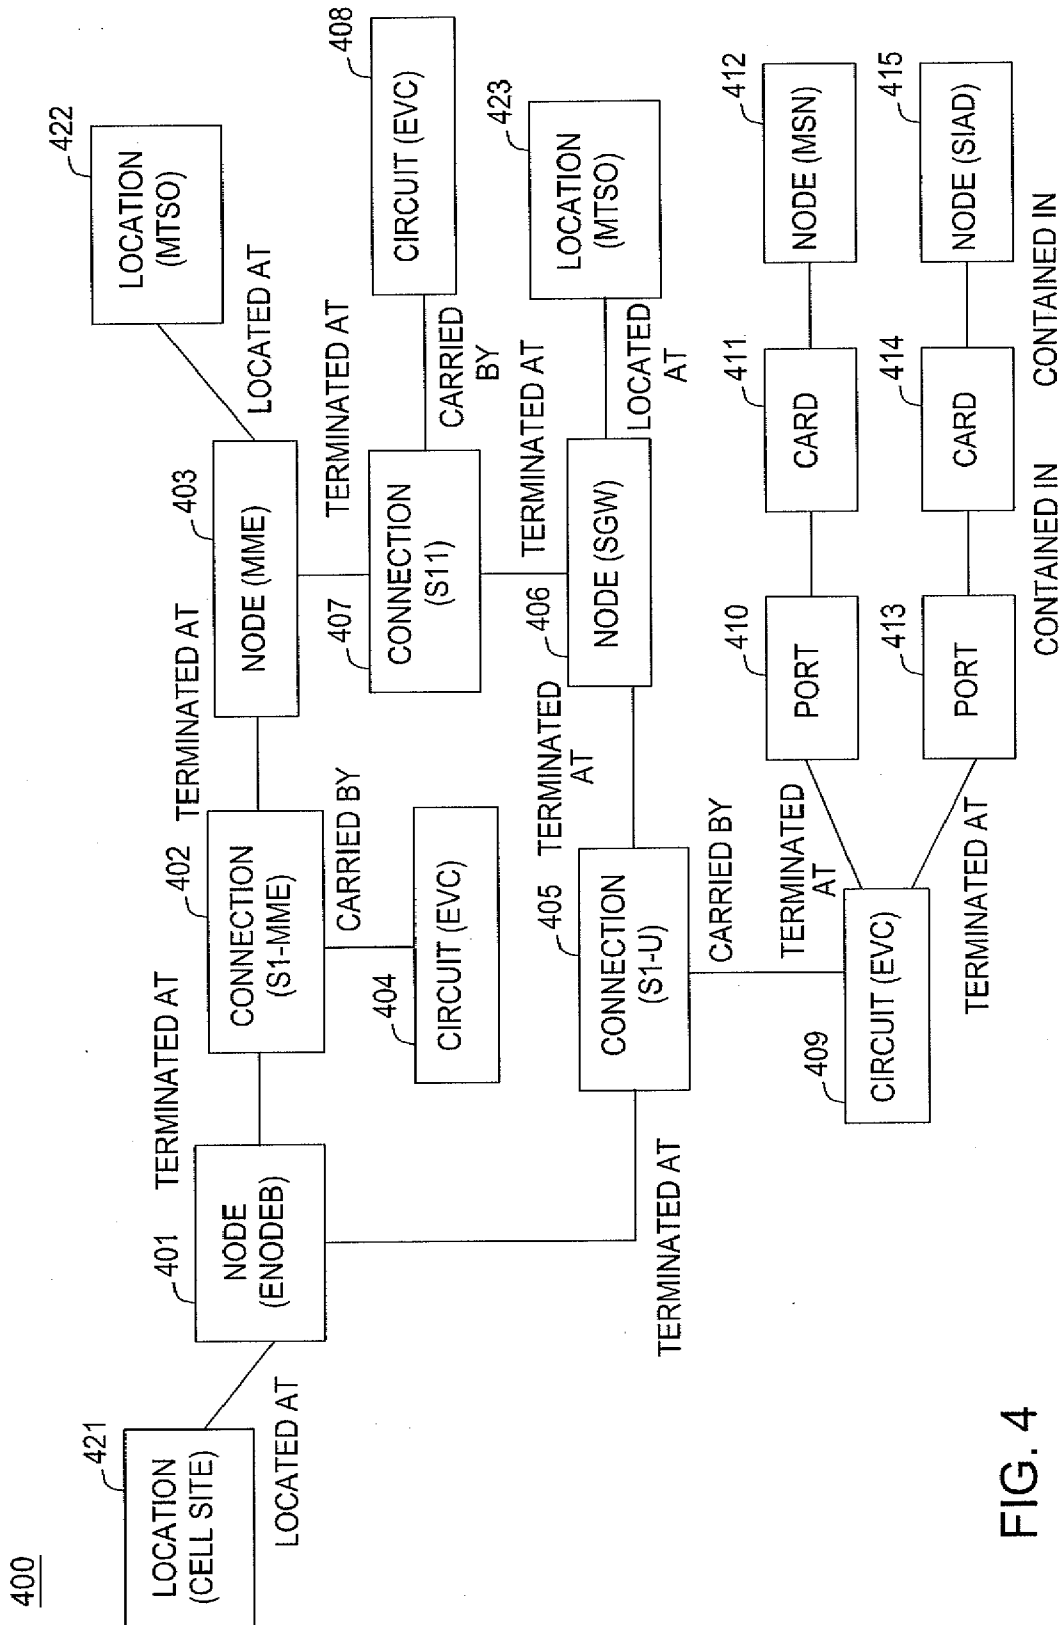 400
421
LOCATION
(CELL SITE)
LOCATED AT
401
NODE
(ENODEB)
TERMINATED AT
402
CONNECTION
(S1-MME)
TERMINATED AT
403
NODE (MME)
LOCATED AT
422
LOCATION
(MTSO)
CARRIED BY
404
CIRCUIT (EVC)
TERMINATED AT
407
CONNECTION
(S11)
CARRIED
BY
408
CIRCUIT (EVC)
TERMINATED AT
TERMINATED AT
405
CONNECTION
(S1-U)
TERMINATED
AT
406
NODE (SGW)
LOCATED
AT
423
LOCATION
(MTSO)
CARRIED BY
409
CIRCUIT (EVC)
TERMINATED
AT
410
PORT
411
CARD
412
NODE (MSN)
TERMINATED AT
413
PORT
414
CARD
415
NODE (SIAD)
CONTAINED IN
CONTAINED IN
FIG. 4